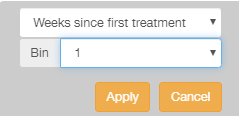 Weeks since first treatment
Bin 1
Apply Cancel